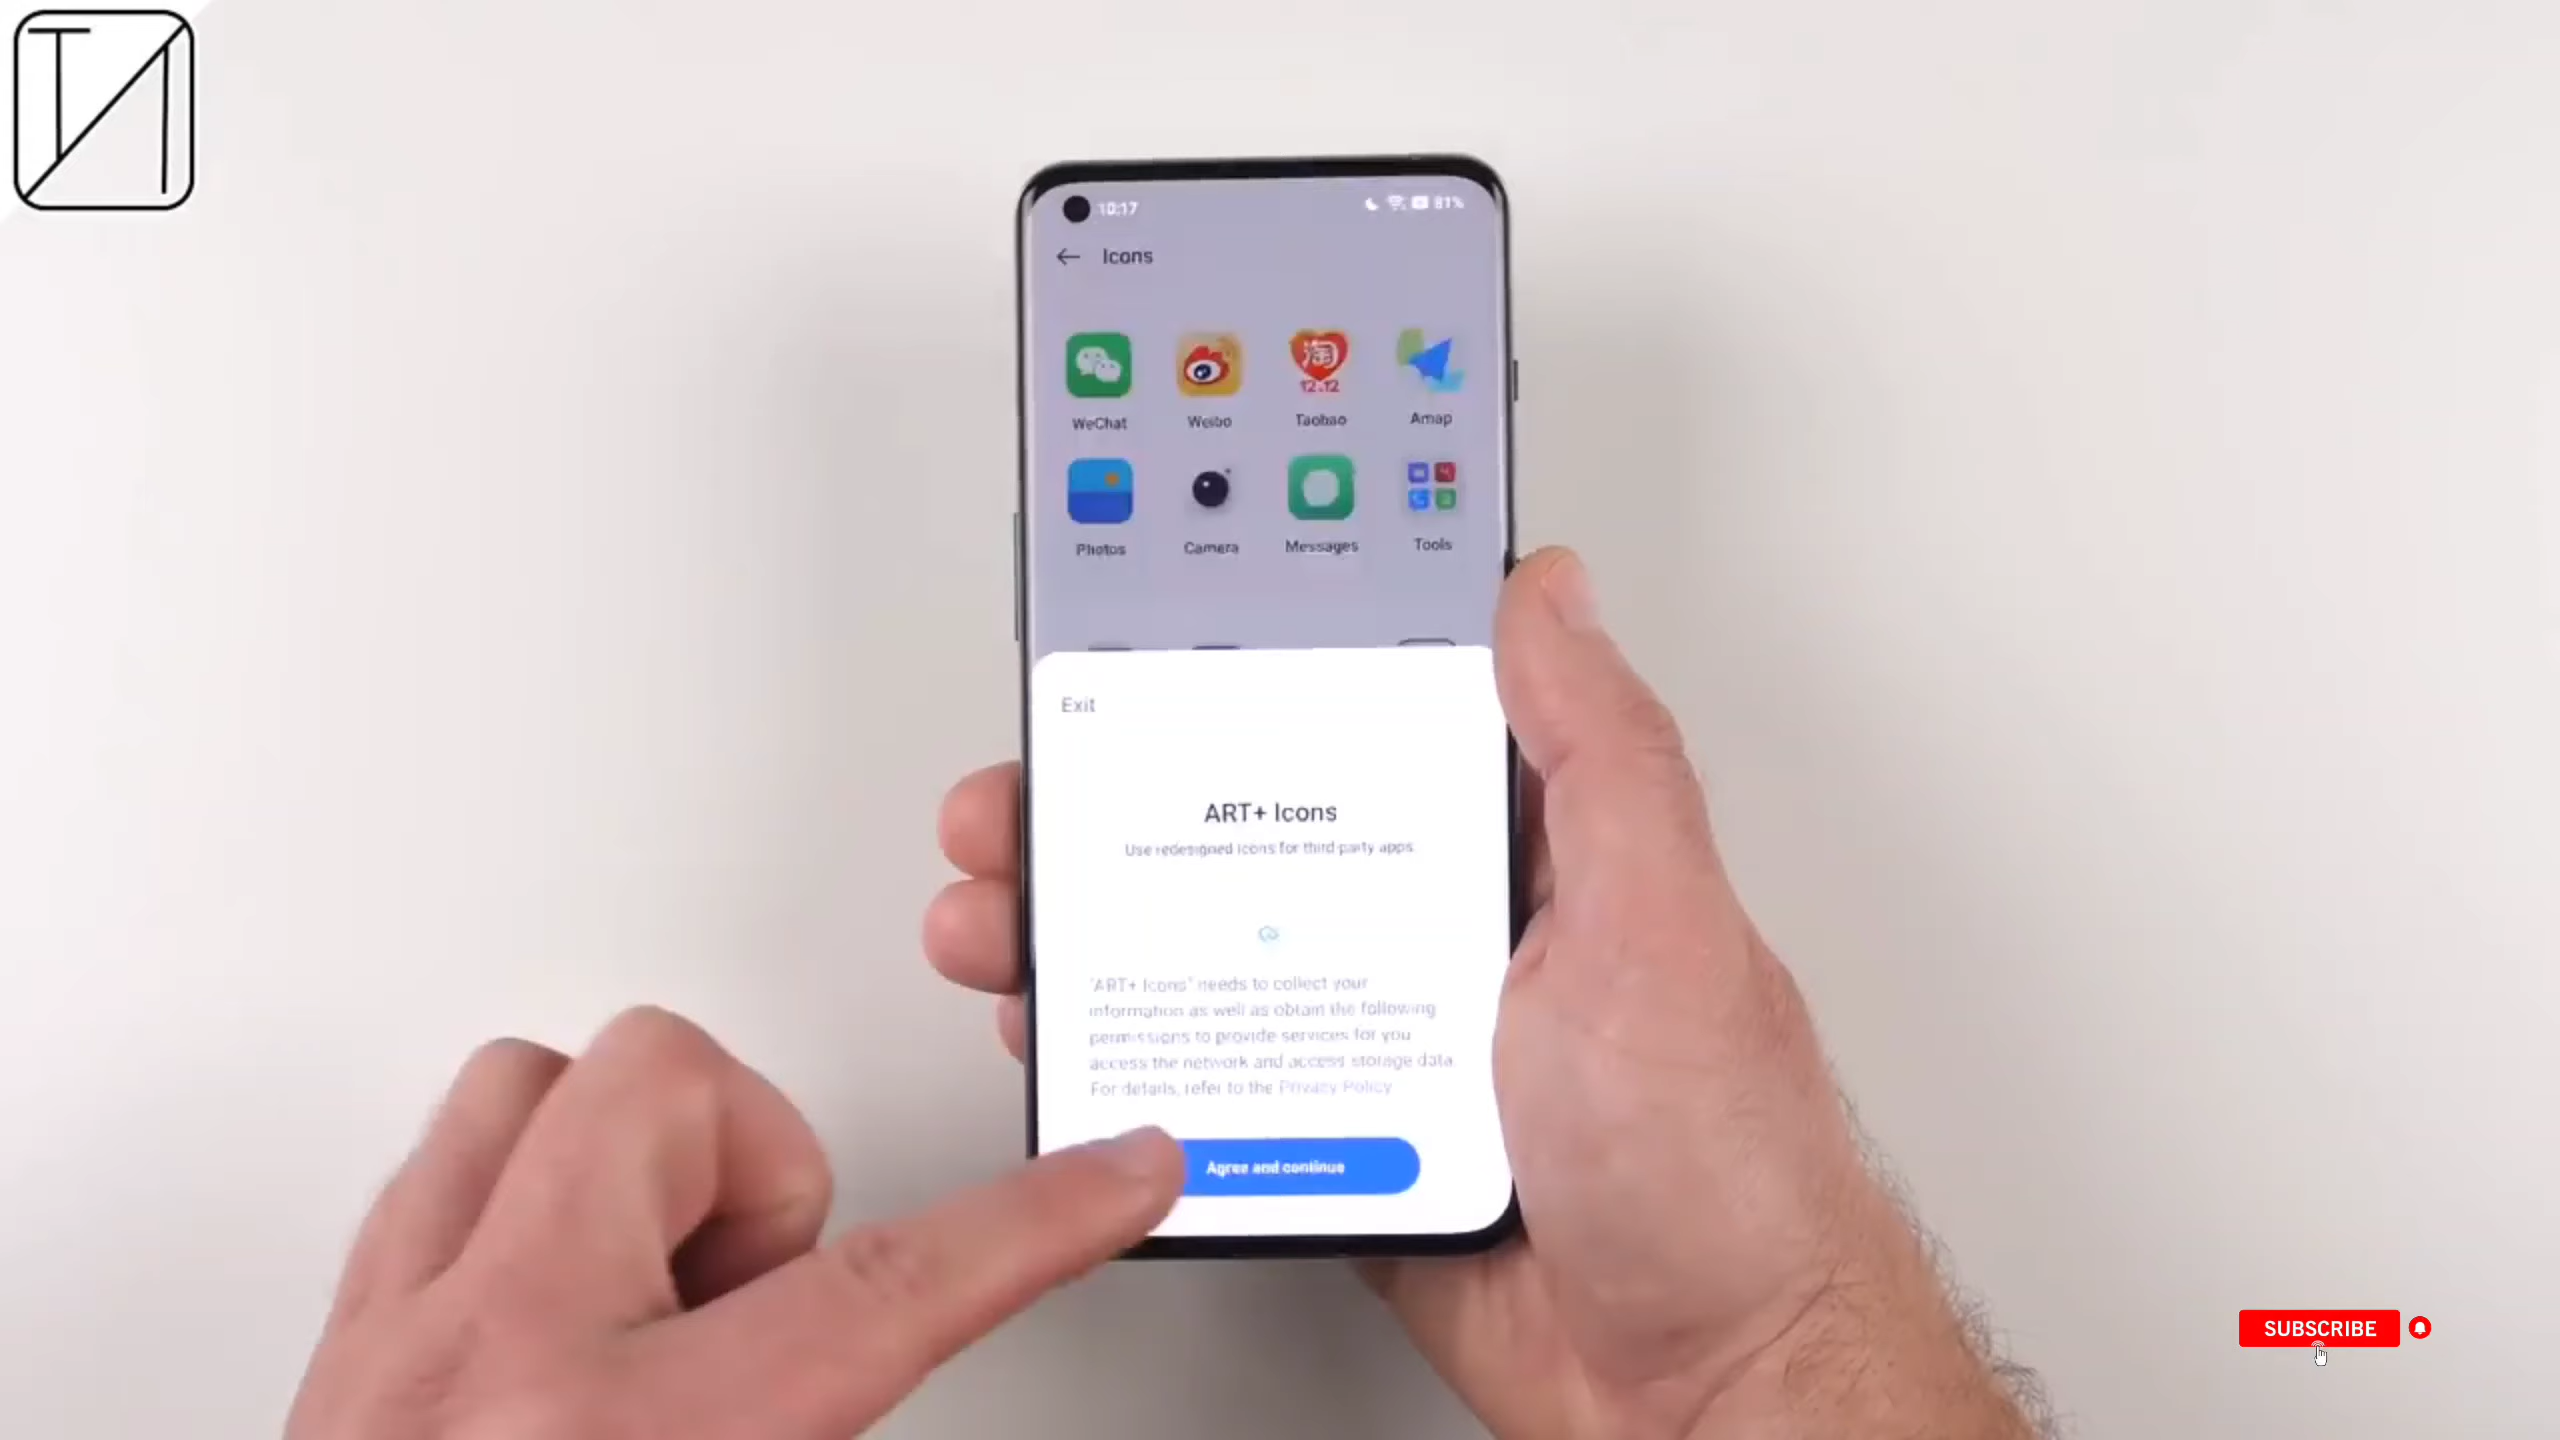 10:17
81%
Icons
淘
12.12
WeChat
Weibo
Taobao
Amap
Photos
Camera
Messages
Tools
Exit
ART+ Icons
Use redesigned icons for third-party apps.
"ART+ Icons" needs to collect your
information as well as obtain the following
permissions to provide services for you
access the network and access storage data.
For details, refer to the Privacy Policy
Agree and continue
SUBSCRIBE